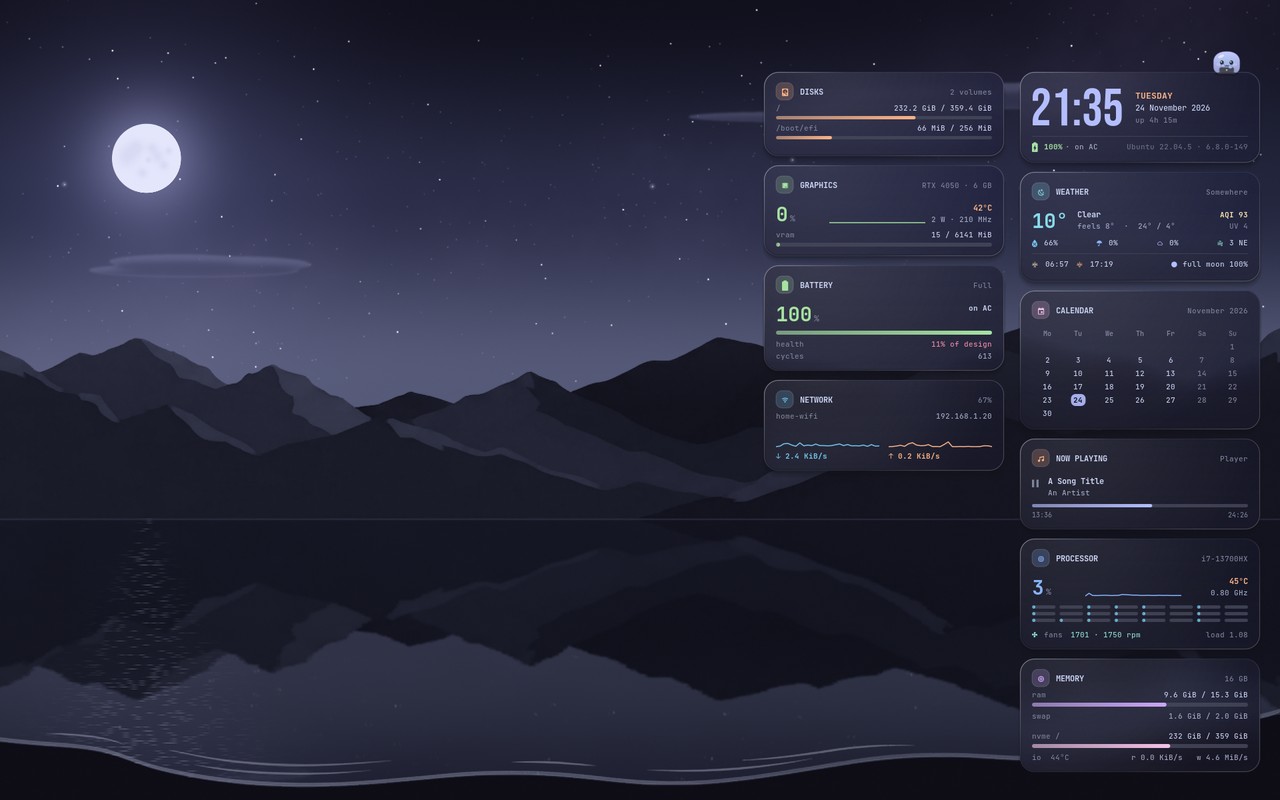 DISKS 2 volumes
/ 232.2 GiB / 359.4 GiB
/boot/efi 66 MiB / 256 MiB
GRAPHICS RTX 4050 · 6 GB
42°C
0% 2 W · 210 MHz
vram 15 / 6141 MiB
BATTERY Full
100% on AC
health 11% of design
cycles 613
NETWORK 67%
home-wifi 192.168.1.20
↓ 2.4 KiB/s ↑ 0.2 KiB/s
21:35 TUESDAY
24 November 2026
up 4h 15m
100% · on AC Ubuntu 22.04.5 · 6.8.0-149
WEATHER Somewhere
10° Clear AQI 93
feels 8° · 24° / 4° UV 4
66% 0% 0% 3 NE
06:57 17:19 full moon 100%
CALENDAR November 2026
Mo Tu We Th Fr Sa Su
1
2 3 4 5 6 7 8
9 10 11 12 13 14 15
16 17 18 19 20 21 22
23 24 25 26 27 28 29
30
NOW PLAYING Player
A Song Title
An Artist
13:36 24:26
PROCESSOR i7-13700HX
45°C
3% 0.80 GHz
fans 1701 · 1750 rpm load 1.08
MEMORY 16 GB
ram 9.6 GiB / 15.3 GiB
swap 1.6 GiB / 2.0 GiB
nvme / 232 GiB / 359 GiB
io 44°C r 0.0 KiB/s w 4.6 MiB/s